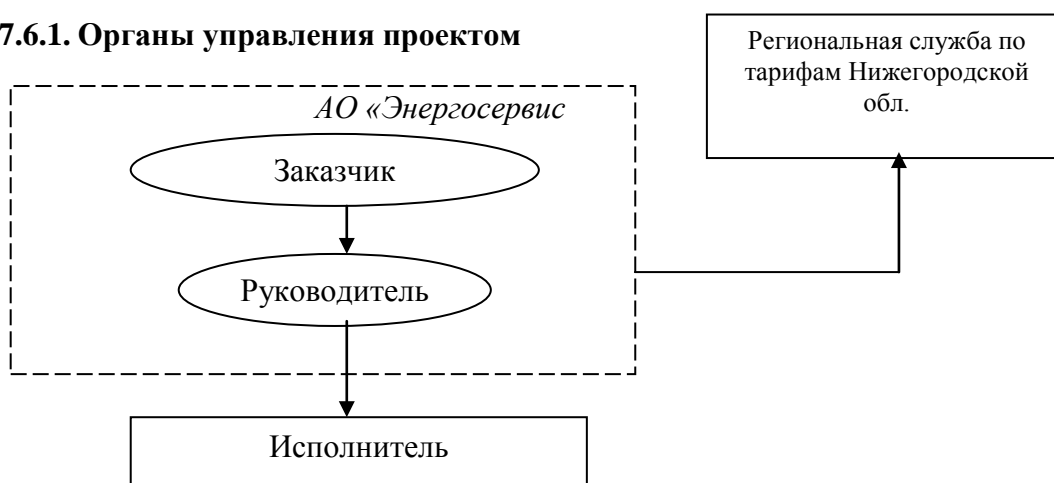 7.6.1. Органы управления проектом
Региональная служба по
тарифам Нижегородской
обл.
АО «Энергосервис
Заказчик
Руководитель
Исполнитель